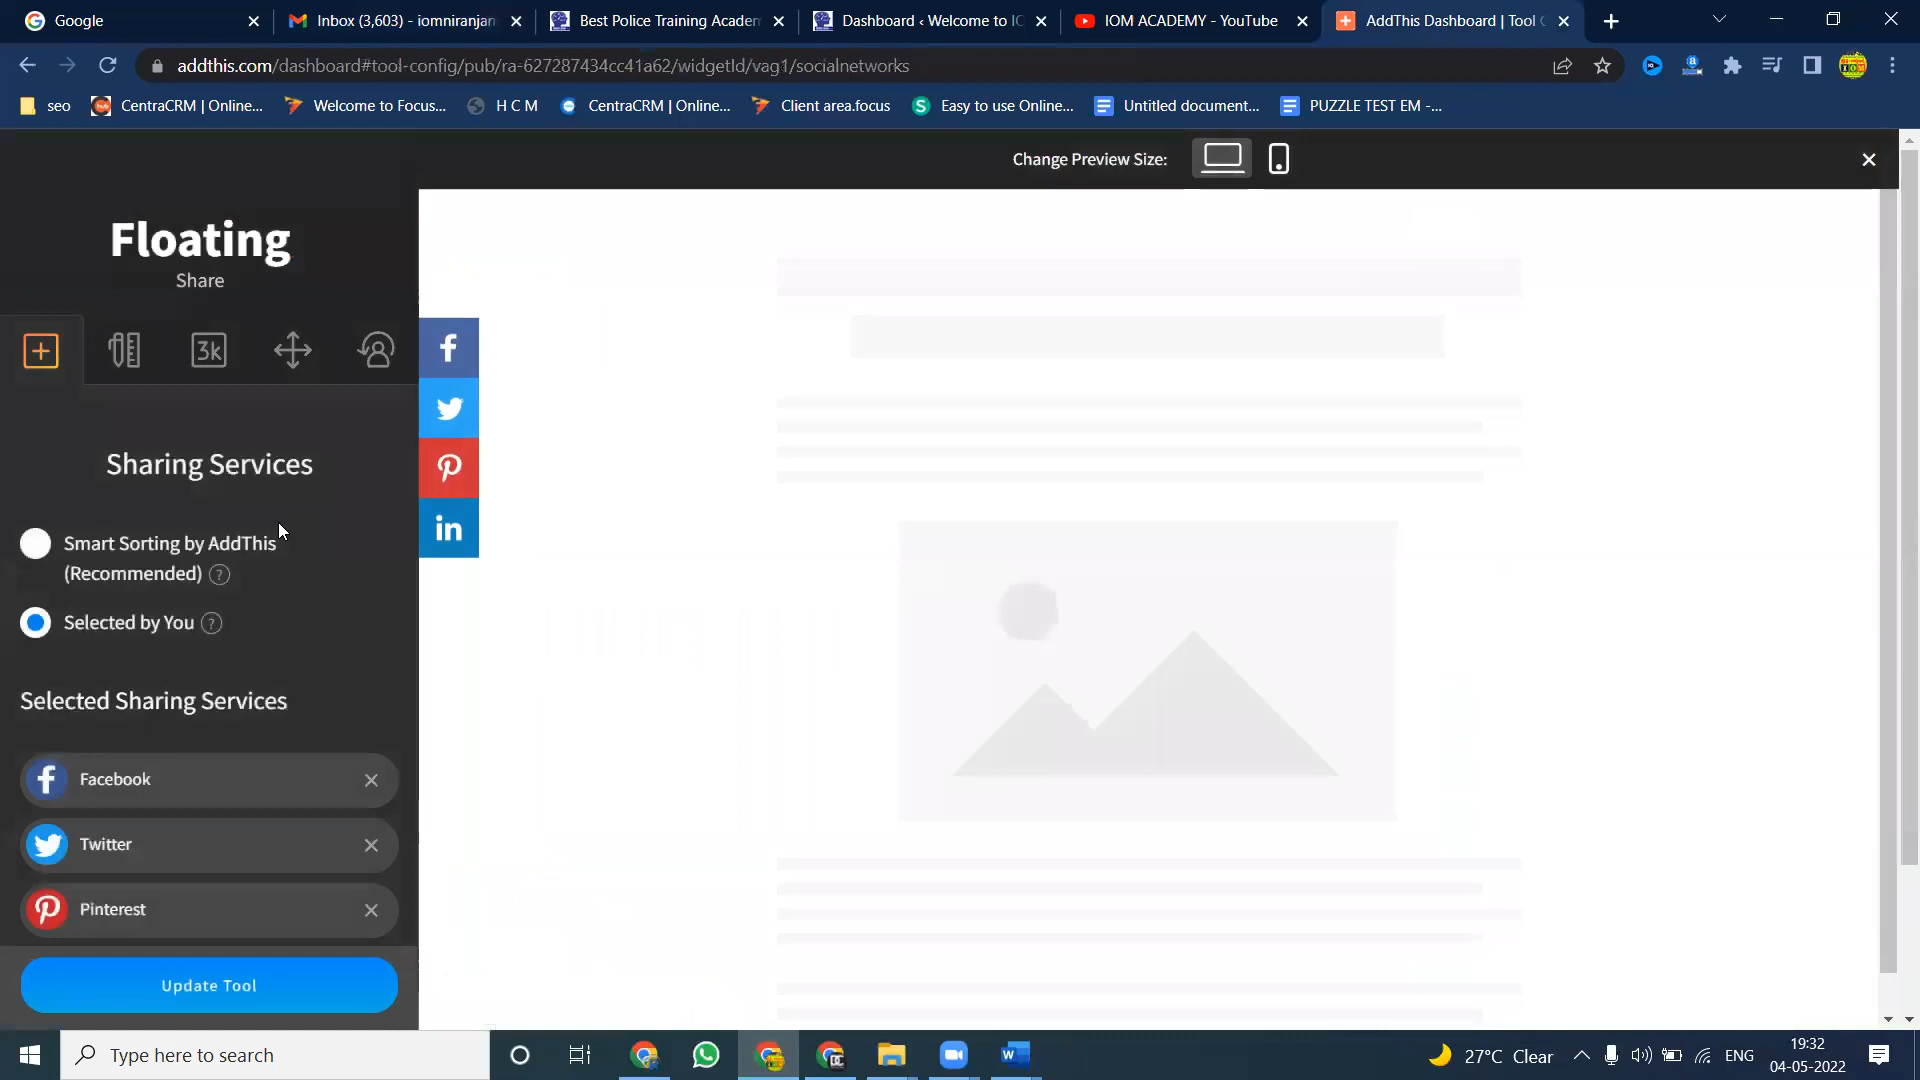 Google
Inbox (3,603) - iomniranjan
Best Police Training Academ
Dashboard ‹ Welcome to IO
IOM ACADEMY - YouTube
AddThis Dashboard | Tool C
addthis.com/dashboard#tool-config/pub/ra-627287434cc41a62/widgetId/vag1/socialnetworks
seo
CentraCRM | Online...
Welcome to Focus...
H C M
CentraCRM | Online...
Client area.focus
Easy to use Online...
Untitled document...
PUZZLE TEST EM -...
Change Preview Size:
Floating
Share
3k
Sharing Services
Smart Sorting by AddThis
(Recommended) ?
Selected by You ?
Selected Sharing Services
Facebook
Twitter
Pinterest
Update Tool
Type here to search
27°C Clear
ENG
19:32
04-05-2022